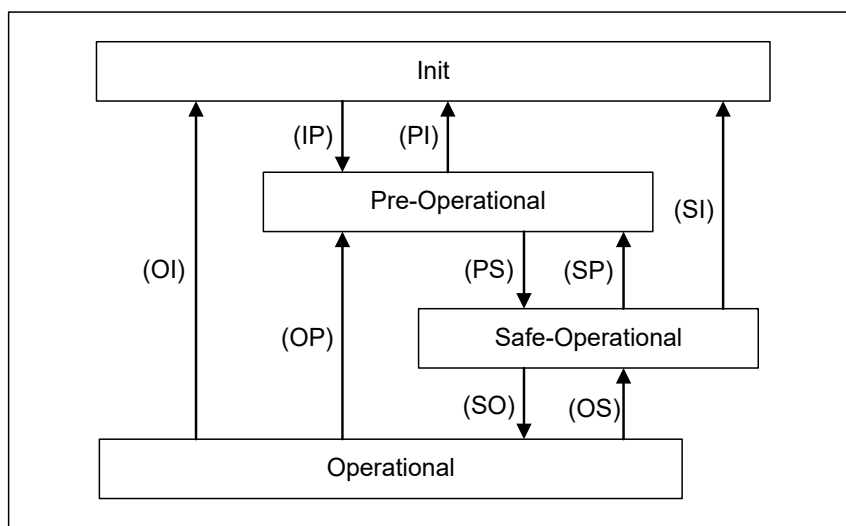 Init
(IP)
(PI)
Pre-Operational
(SI)
(OI)
(PS)
(SP)
(OP)
Safe-Operational
(SO)
(OS)
Operational